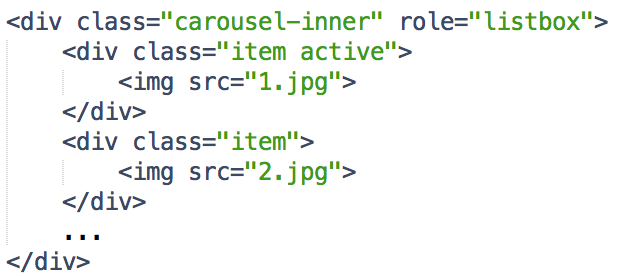 <div class="carousel-inner" role="listbox">
    <div class="item active">
        <img src="1.jpg">
    </div>
    <div class="item">
        <img src="2.jpg">
    </div>
    ...
</div>